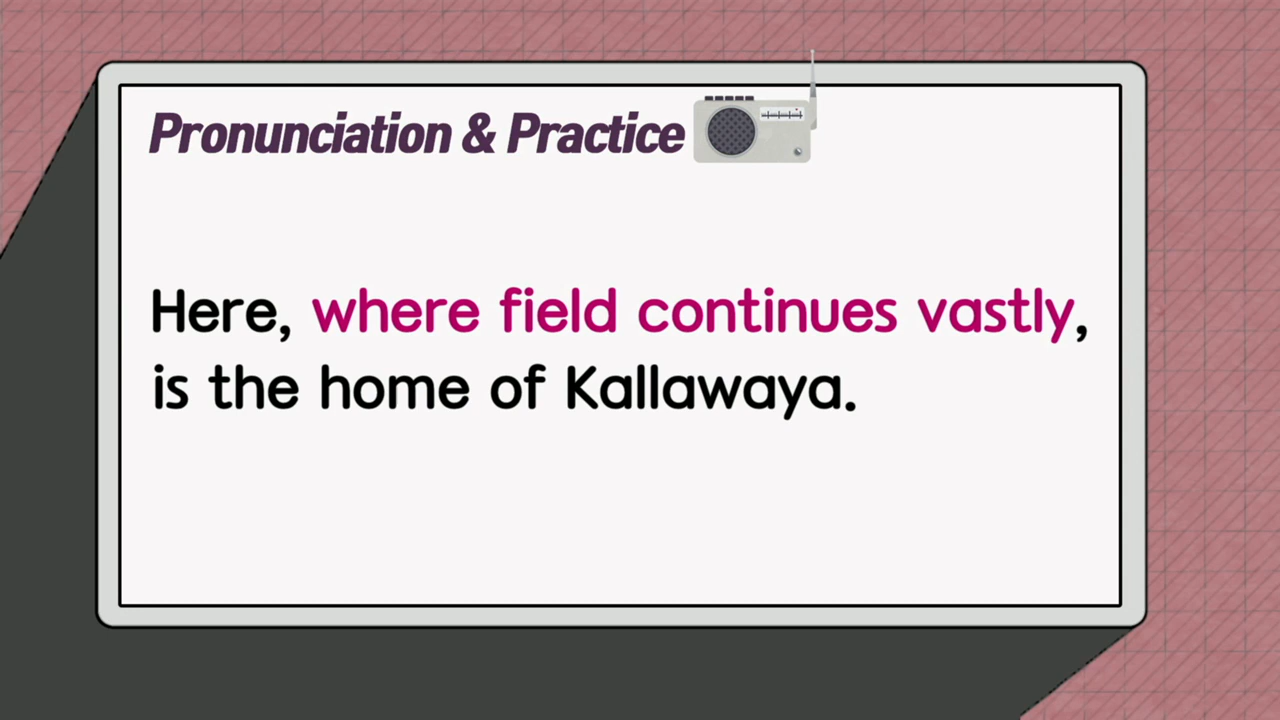 Pronunciation & Practice
Here, where field continues vastly,
is the home of Kallawaya.